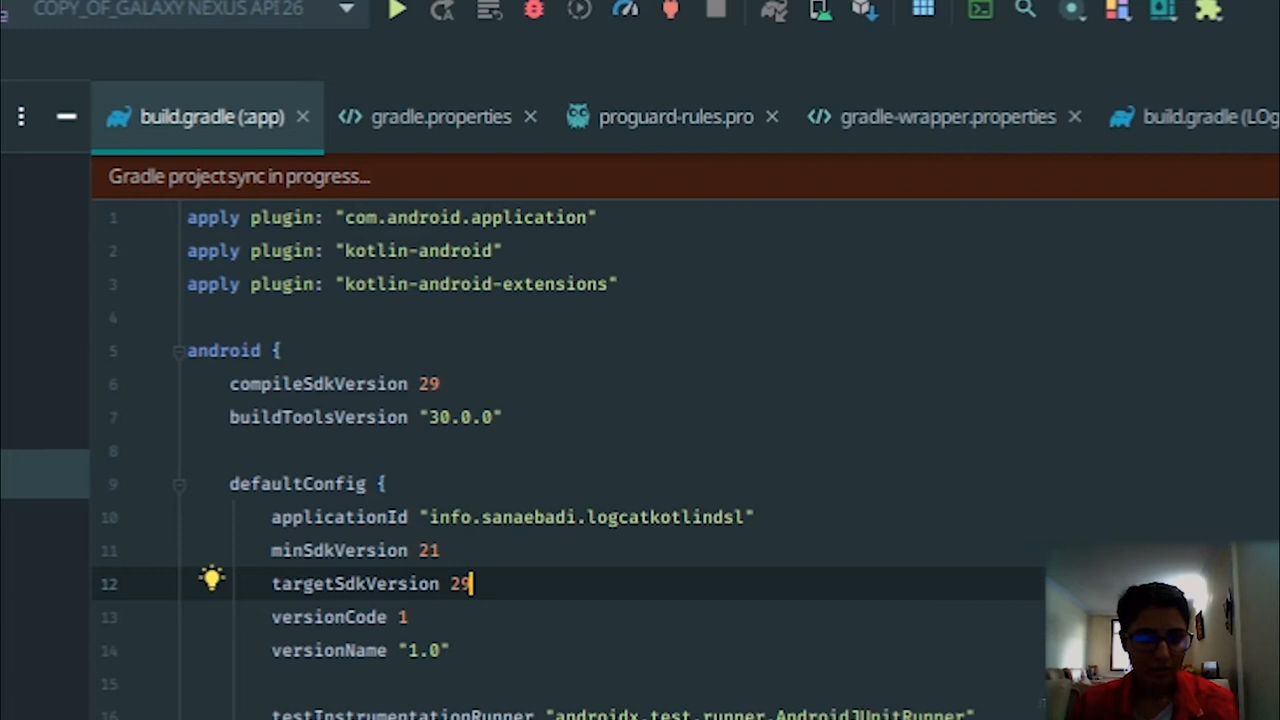 COPY_OF_GALAXY NEXUS API 26
build.gradle (:app)
gradle.properties
proguard-rules.pro
gradle-wrapper.properties
build.gradle (LOg
Gradle project sync in progress...
1 apply plugin: "com.android.application"
2 apply plugin: "kotlin-android"
3 apply plugin: "kotlin-android-extensions"
4
5 android {
6 compileSdkVersion 29
7 buildToolsVersion "30.0.0"
8
9 defaultConfig {
10 applicationId "info.sanaebadi.logcatkotlindsl"
11 minSdkVersion 21
12 targetSdkVersion 29
13 versionCode 1
14 versionName "1.0"
15
16 testInstrumentationRunner "androidx.test.runner.AndroidJUnitRunner"